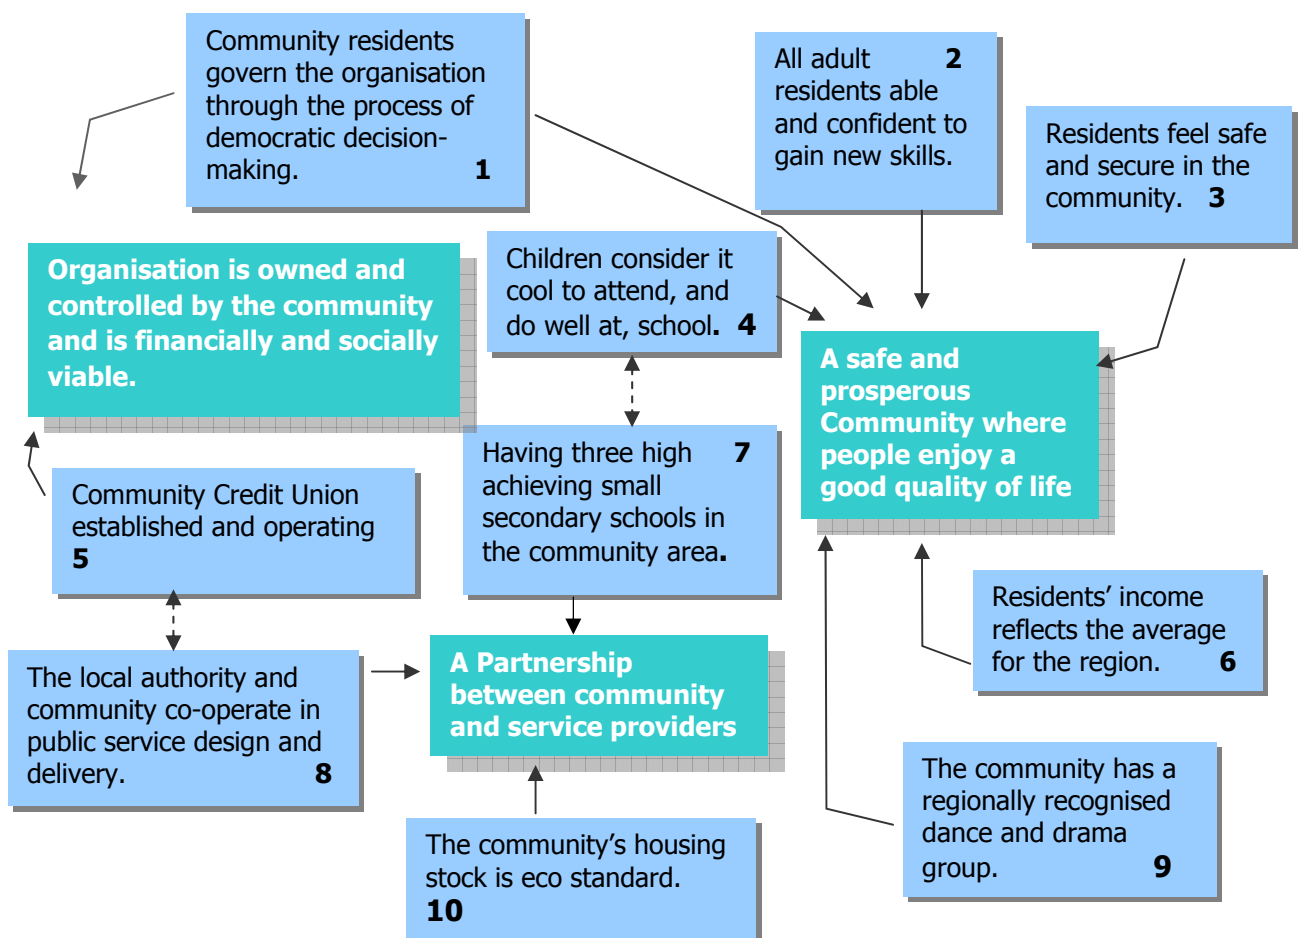 Community residents
govern the organisation
through the process of
democratic decision-
making. 1
All adult 2
residents able
and confident to
gain new skills.
Residents feel safe
and secure in the
community. 3
Organisation is owned and
controlled by the community
and is financially and socially
viable.
Children consider it
cool to attend, and
do well at, school. 4
A safe and
prosperous
Community where
people enjoy a
good quality of life
Community Credit Union
established and operating
5
Having three high 7
achieving small
secondary schools in
the community area.
Residents’ income
reflects the average
for the region. 6
The local authority and
community co-operate in
public service design and
delivery. 8
A Partnership
between community
and service providers
The community has a
regionally recognised
dance and drama
group. 9
The community’s housing
stock is eco standard.
10